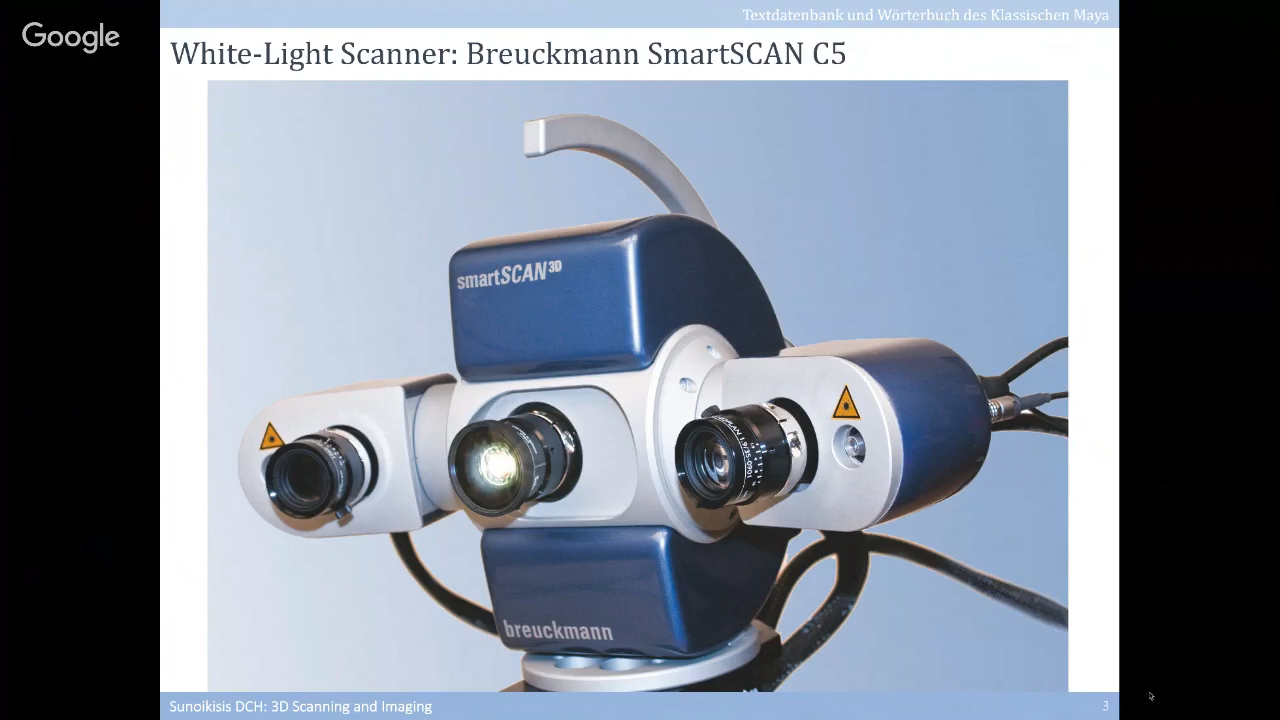 Google
Textdatenbank und Wörterbuch des Klassischen Maya
White-Light Scanner: Breuckmann SmartSCAN C5
smartSCAN3D
breuckmann
Sunoikisis DCH: 3D Scanning and Imaging
3